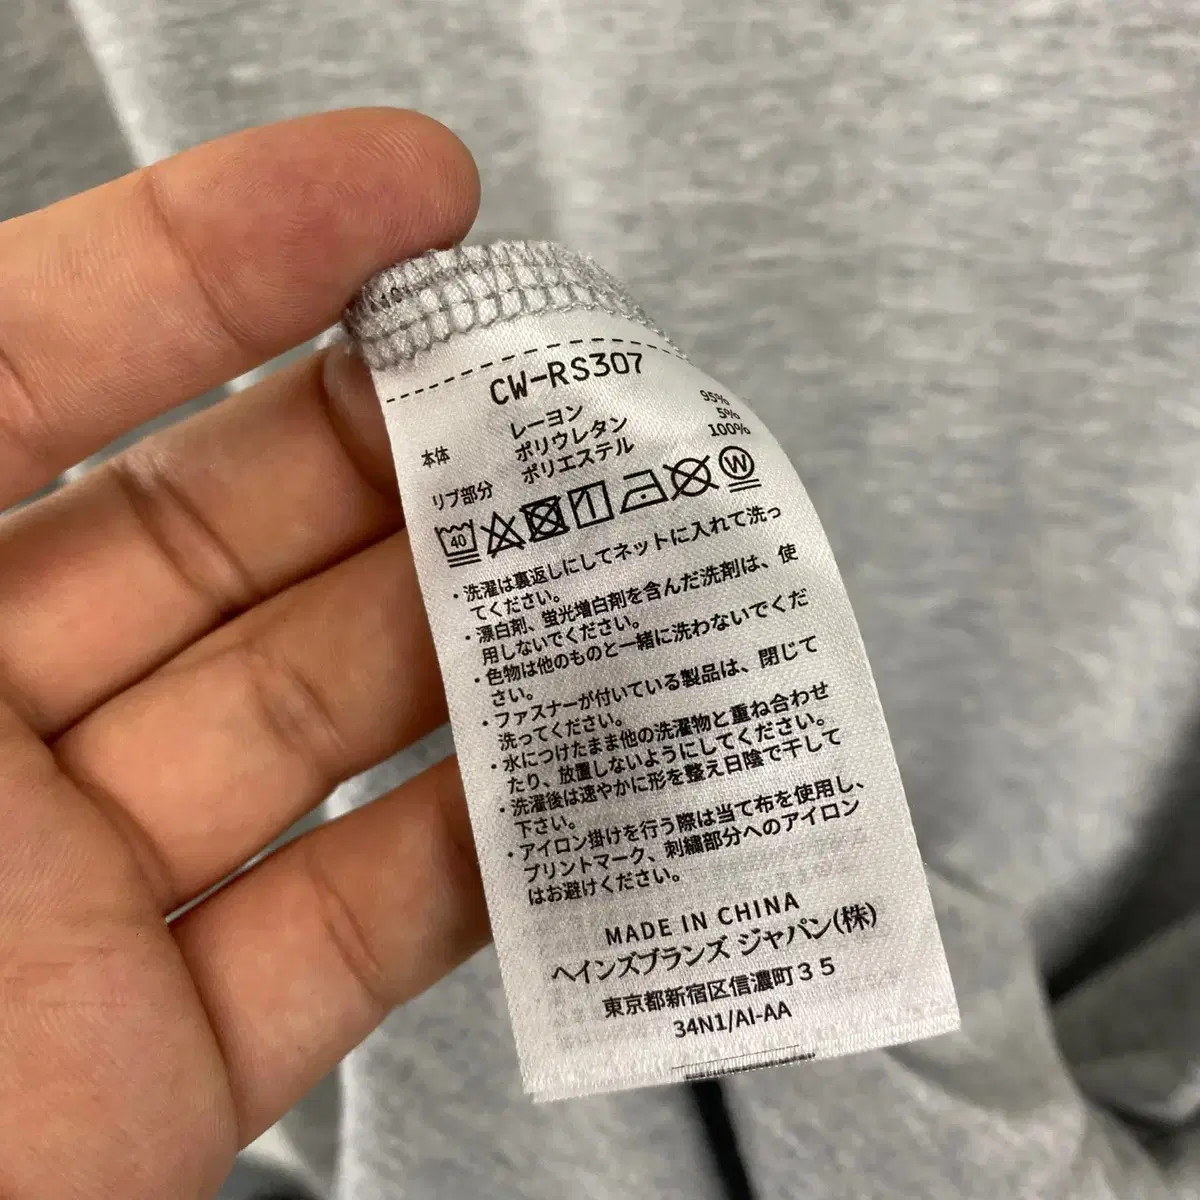 CW-RS307
本体 レーヨン 95%
ポリウレタン 5%
リブ部分 ポリエステル 100%
40 W
・洗濯は裏返しにしてネットに入れて洗っ
てください。
・漂白剤、蛍光増白剤を含んだ洗剤は、使
用しないでください。
・色物は他のものと一緒に洗わないでくだ
さい。
・ファスナーが付いている製品は、閉じて
洗ってください。
・水につけたまま他の洗濯物と重ね合わせ
たり、放置しないようにしてください。
・洗濯後は速やかに形を整え日陰で干して
下さい。
・アイロン掛けを行う際は当て布を使用し、
プリントマーク、刺繍部分へのアイロン
はお避けください。
MADE IN CHINA
ヘインズブランズ ジャパン(株)
東京都新宿区信濃町35
34N1/AI-AA